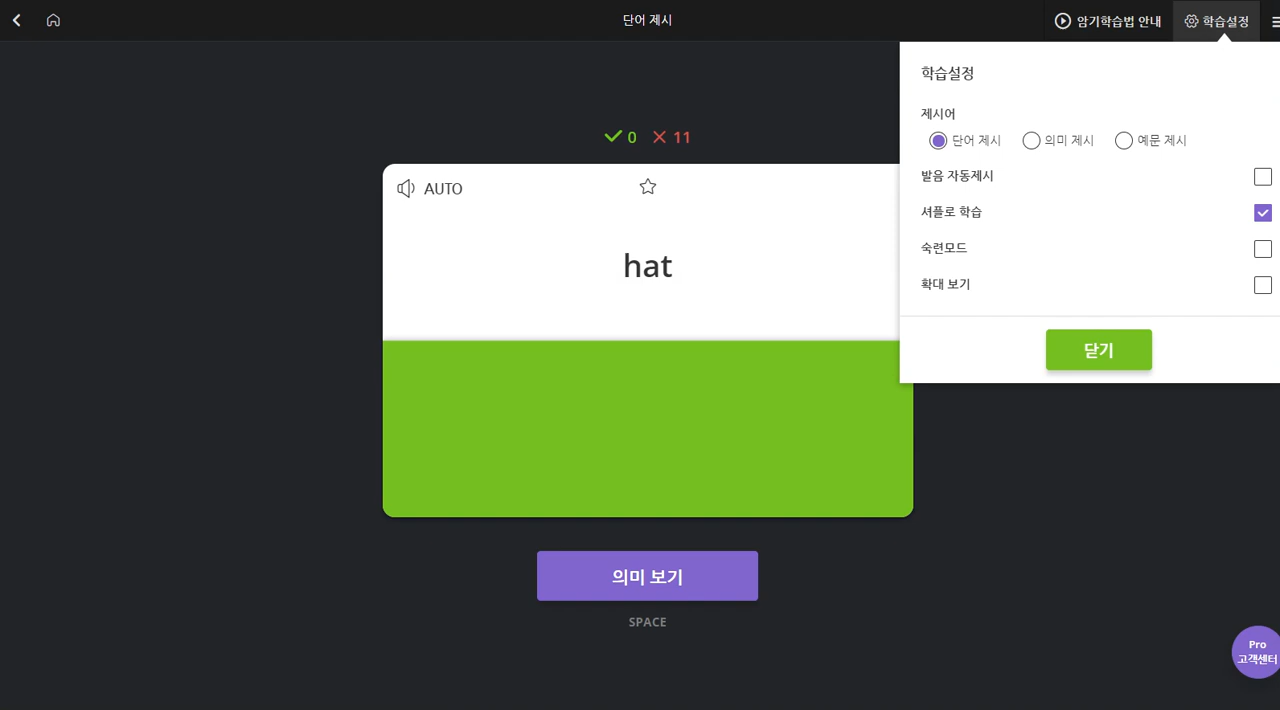 단어 제시
암기학습법 안내
학습설정
0 11
AUTO
hat
의미 보기
SPACE
학습설정
제시어
단어 제시 의미 제시 예문 제시
발음 자동제시
셔플로 학습
숙련모드
확대 보기
닫기
Pro
고객센터